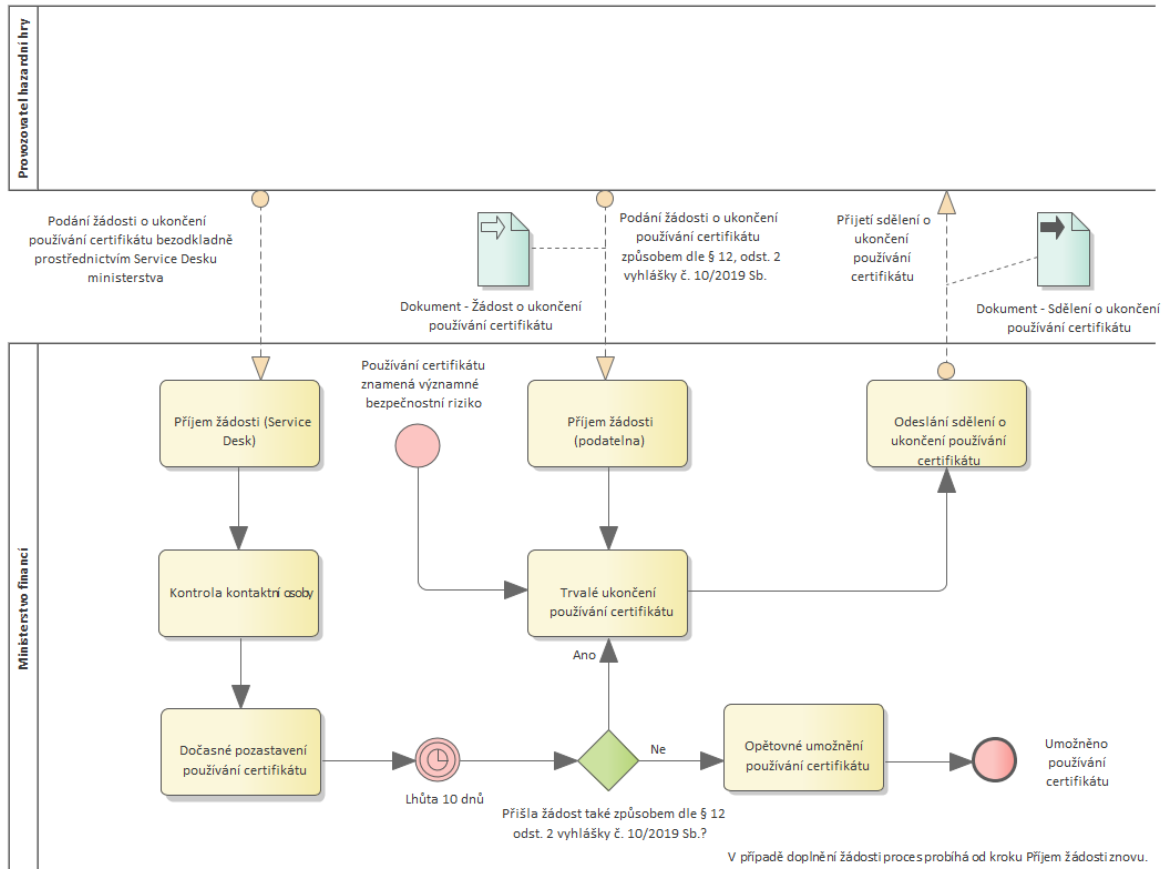 Provozovatel hazardní hry
Podání žádosti o ukončení
používání certifikátu bezodkladně
prostřednictvím Service Desku
ministerstva
Dokument - Žádost o ukončení
používání certifikátu
Podání žádosti o ukončení
používání certifikátu
způsobem dle § 12, odst. 2
vyhlášky č. 10/2019 Sb.
Přijetí sdělení o
ukončení
používání
certifikátu
Dokument - Sdělení o ukončení
používání certifikátu
Ministerstvo financí
Příjem žádosti (Service
Desk)
Používání certifikátu
znamená významné
bezpečnostní riziko
Příjem žádosti
(podatelna)
Odeslání sdělení o
ukončení používání
certifikátu
Kontrola kontaktní osoby
Trvalé ukončení
používání certifikátu
Ano
Dočasné pozastavení
používání certifikátu
Lhůta 10 dnů
Přišla žádost také způsobem dle § 12
odst. 2 vyhlášky č. 10/2019 Sb.?
Ne
Opětovné umožnění
používání certifikátu
Umožněno
používání
certifikátu
V případě doplnění žádosti proces probíhá od kroku Příjem žádosti znovu.